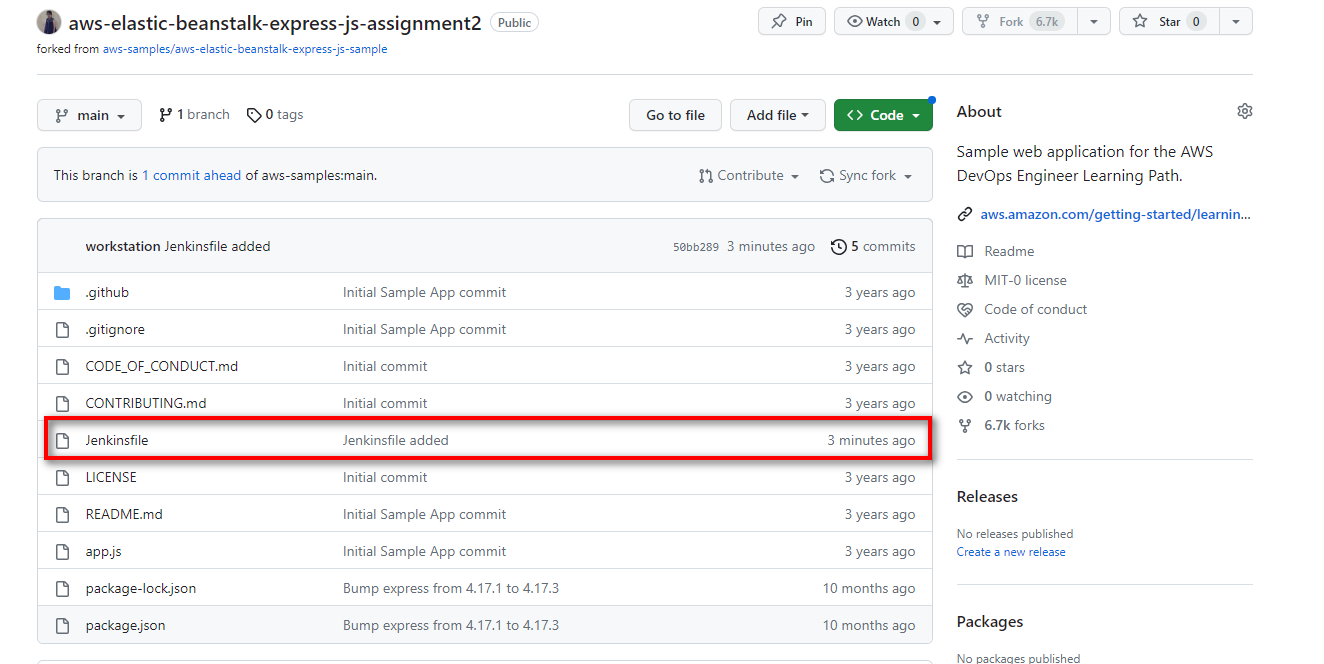 aws-elastic-beanstalk-express-js-assignment2 Public Pin Watch 0 Fork 6.7k Star 0
forked from aws-samples/aws-elastic-beanstalk-express-js-sample
main 1 branch 0 tags Go to file Add file <> Code
This branch is 1 commit ahead of aws-samples:main. Contribute Sync fork
workstation Jenkinsfile added 50bb289 3 minutes ago 5 commits
.github Initial Sample App commit 3 years ago
.gitignore Initial Sample App commit 3 years ago
CODE_OF_CONDUCT.md Initial commit 3 years ago
CONTRIBUTING.md Initial commit 3 years ago
Jenkinsfile Jenkinsfile added 3 minutes ago
LICENSE Initial commit 3 years ago
README.md Initial Sample App commit 3 years ago
app.js Initial Sample App commit 3 years ago
package-lock.json Bump express from 4.17.1 to 4.17.3 10 months ago
package.json Bump express from 4.17.1 to 4.17.3 10 months ago
About
Sample web application for the AWS
DevOps Engineer Learning Path.
aws.amazon.com/getting-started/learnin...
Readme
MIT-0 license
Code of conduct
Activity
0 stars
0 watching
6.7k forks
Releases
No releases published
Create a new release
Packages
No packages published